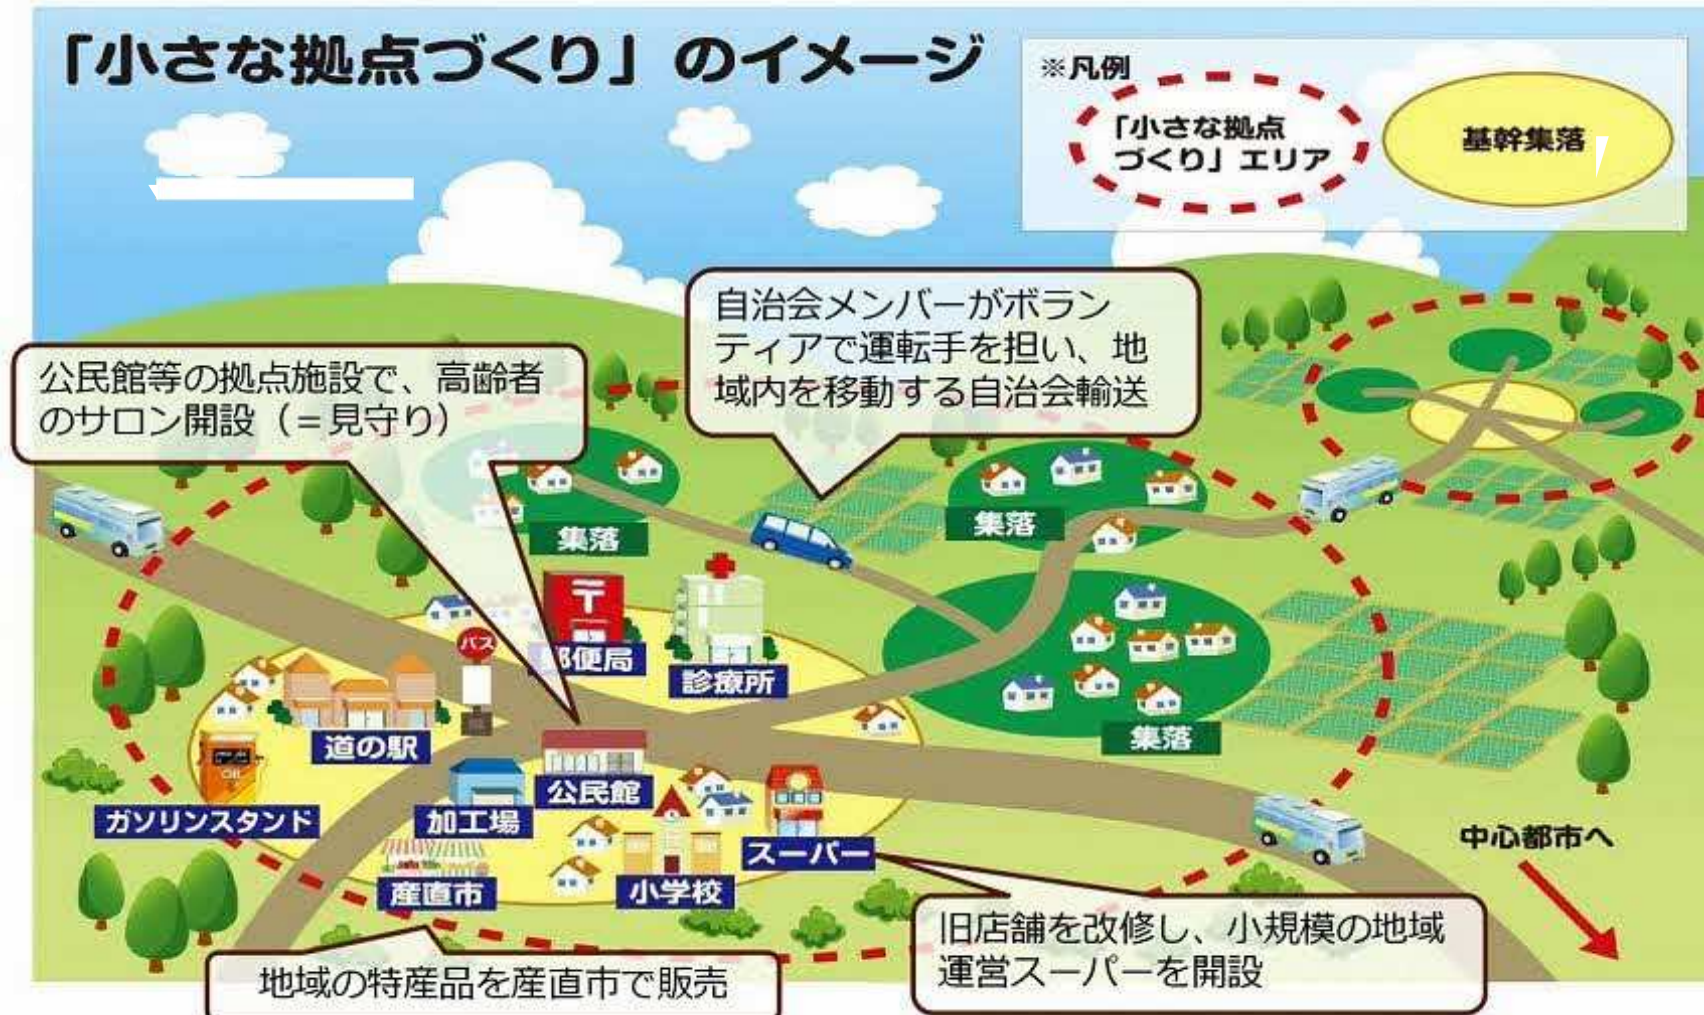 「小さな拠点づくり」のイメージ
※凡例
「小さな拠点
づくり」エリア
基幹集落
自治会メンバーがボラン
ティアで運転手を担い、地
域内を移動する自治会輸送
公民館等の拠点施設で、高齢者
のサロン開設（＝見守り）
集落
集落
バス
郵便局
診療所
道の駅
集落
公民館
ガソリンスタンド
加工場
スーパー
中心都市へ
産直市
小学校
旧店舗を改修し、小規模の地域
運営スーパーを開設
地域の特産品を産直市で販売